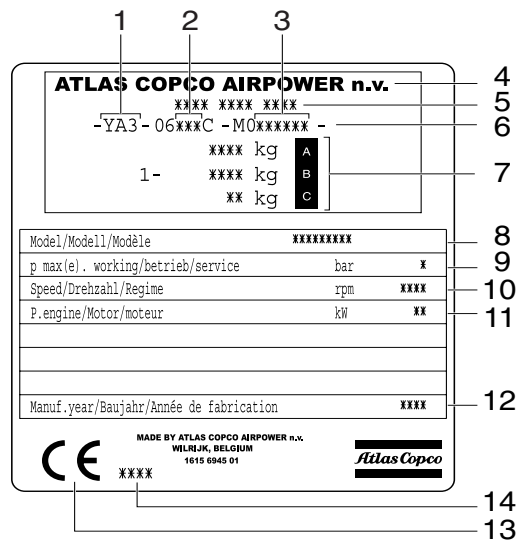 1 2 3
ATLAS COPCO AIRPOWER n.v. 4
**** **** **** 5
-YA3-06***C -M0****** - 6
**** kg A
1- **** kg B 7
** kg C
Model/Modell/Modèle ********* 8
p max(e). working/betrieb/service bar * 9
Speed/Drehzahl/Regime rpm **** 10
P.engine/Motor/moteur kW ** 11
Manuf.year/Baujahr/Année de fabrication **** 12
MADE BY ATLAS COPCO AIRPOWER n.v.
WILRIJK, BELGIUM
1615 6945 01
CE **** Atlas Copco
14
13